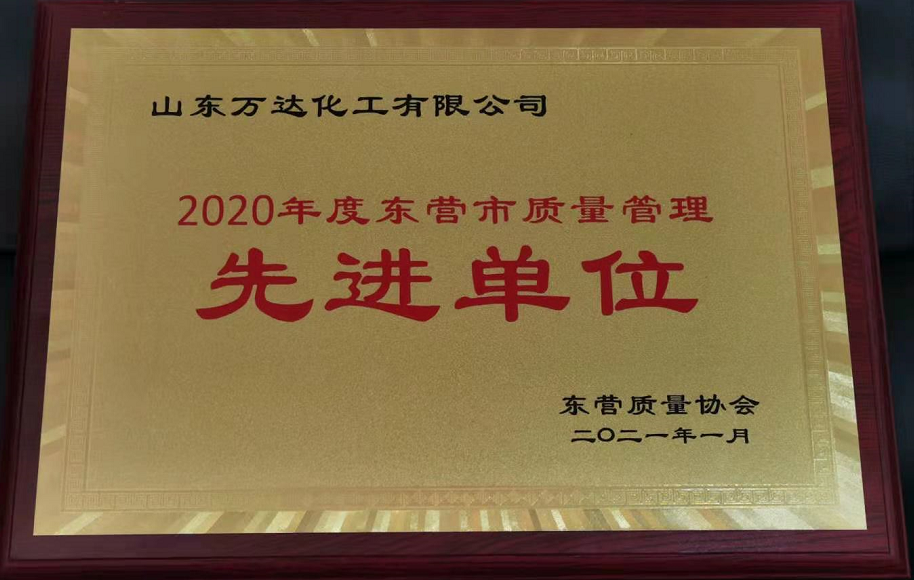 山东万达化工有限公司
2020年度东营市质量管理
先进单位
东营质量协会
二〇二一年一月